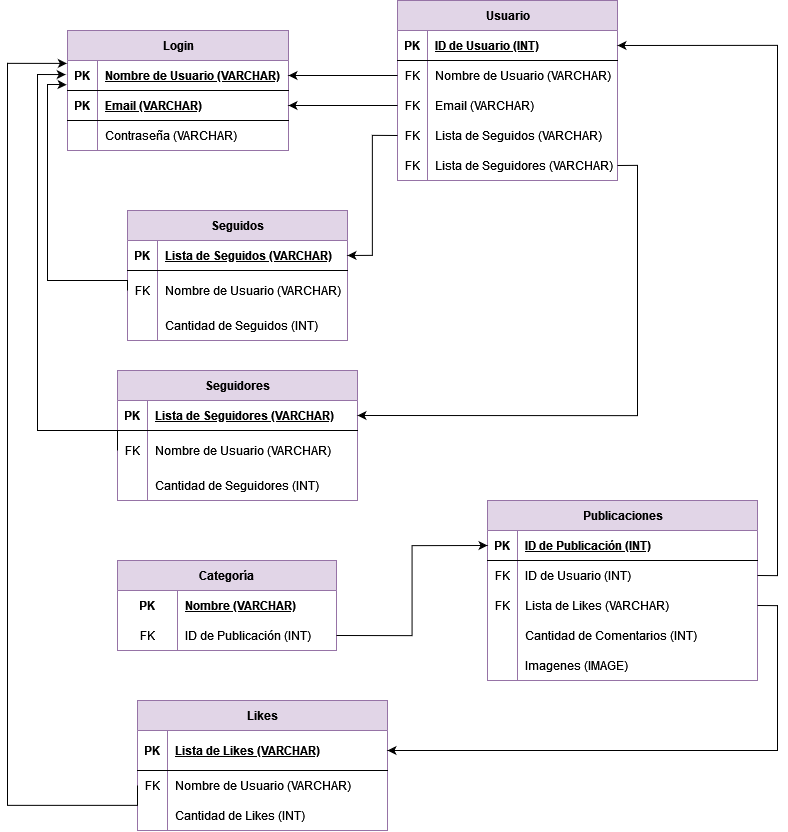 Login
PK Nombre de Usuario (VARCHAR)
PK Email (VARCHAR)
Contraseña (VARCHAR)
Usuario
PK ID de Usuario (INT)
FK Nombre de Usuario (VARCHAR)
FK Email (VARCHAR)
FK Lista de Seguidos (VARCHAR)
FK Lista de Seguidores (VARCHAR)
Seguidos
PK Lista de Seguidos (VARCHAR)
FK Nombre de Usuario (VARCHAR)
Cantidad de Seguidos (INT)
Seguidores
PK Lista de Seguidores (VARCHAR)
FK Nombre de Usuario (VARCHAR)
Cantidad de Seguidores (INT)
Publicaciones
PK ID de Publicación (INT)
FK ID de Usuario (INT)
FK Lista de Likes (VARCHAR)
Cantidad de Comentarios (INT)
Imagenes (IMAGE)
Categoría
PK Nombre (VARCHAR)
FK ID de Publicación (INT)
Likes
PK Lista de Likes (VARCHAR)
FK Nombre de Usuario (VARCHAR)
Cantidad de Likes (INT)